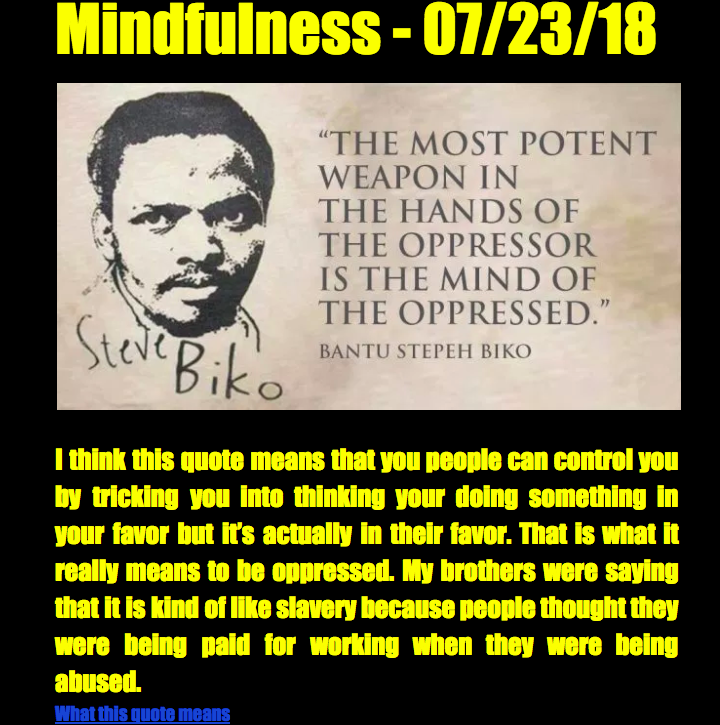 Mindfulness - 07/23/18
“THE MOST POTENT
WEAPON IN
THE HANDS OF
THE OPPRESSOR
IS THE MIND OF
THE OPPRESSED.”
BANTU STEPEH BIKO
Steve
Biko
I think this quote means that you people can control you
by tricking you into thinking your doing something in
your favor but it’s actually in their favor. That is what it
really means to be oppressed. My brothers were saying
that it is kind of like slavery because people thought they
were being paid for working when they were being
abused.
What this quote means